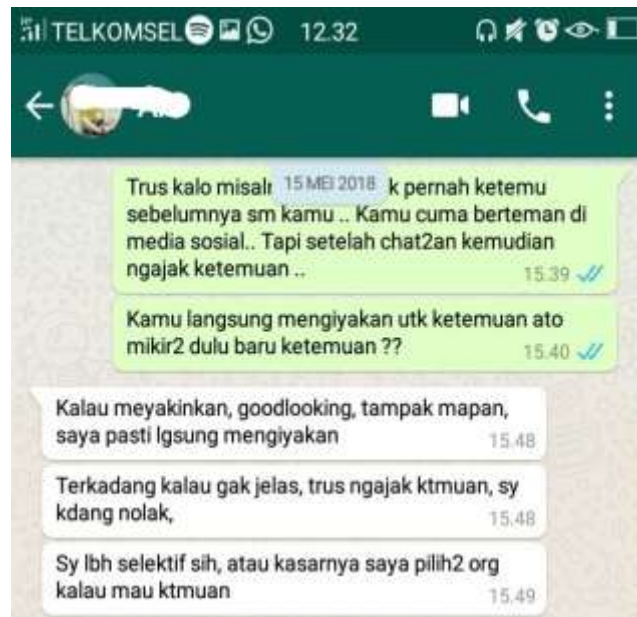 TELKOMSEL 12.32
15 MEI 2018
Trus kalo k pernah ketemu
sebelumnya sm kamu .. Kamu cuma berteman di
media sosial.. Tapi setelah chat2an kemudian
ngajak ketemuan ..
15.39
Kamu langsung mengiyakan utk ketemuan ato
mikir2 dulu baru ketemuan ??
15.40
Kalau meyakinkan, goodlooking, tampak mapan,
saya pasti lgsung mengiyakan
15.48
Terkadang kalau gak jelas, trus ngajak ktmuan, sy
kdang nolak,
15.48
Sy lbh selektif sih, atau kasarnya saya pilih2 org
kalau mau ktmuan
15.49